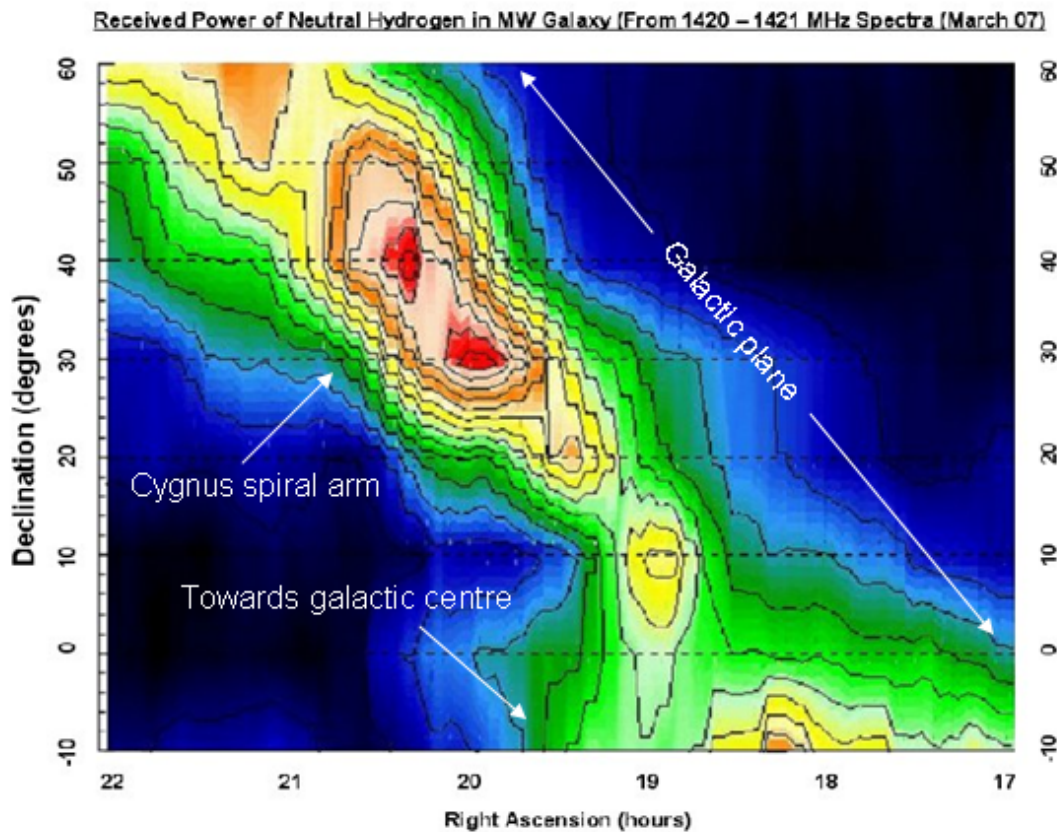 Received Power of Neutral Hydrogen in MW Galaxy (From 1420 – 1421 MHz Spectra (March 07)
60 60
50 50
40 40
30 30
20 20
10 10
0 0
-10 -10
Declination (degrees)
Galactic plane
Cygnus spiral arm
Towards galactic centre
22 21 20 19 18 17
Right Ascension (hours)